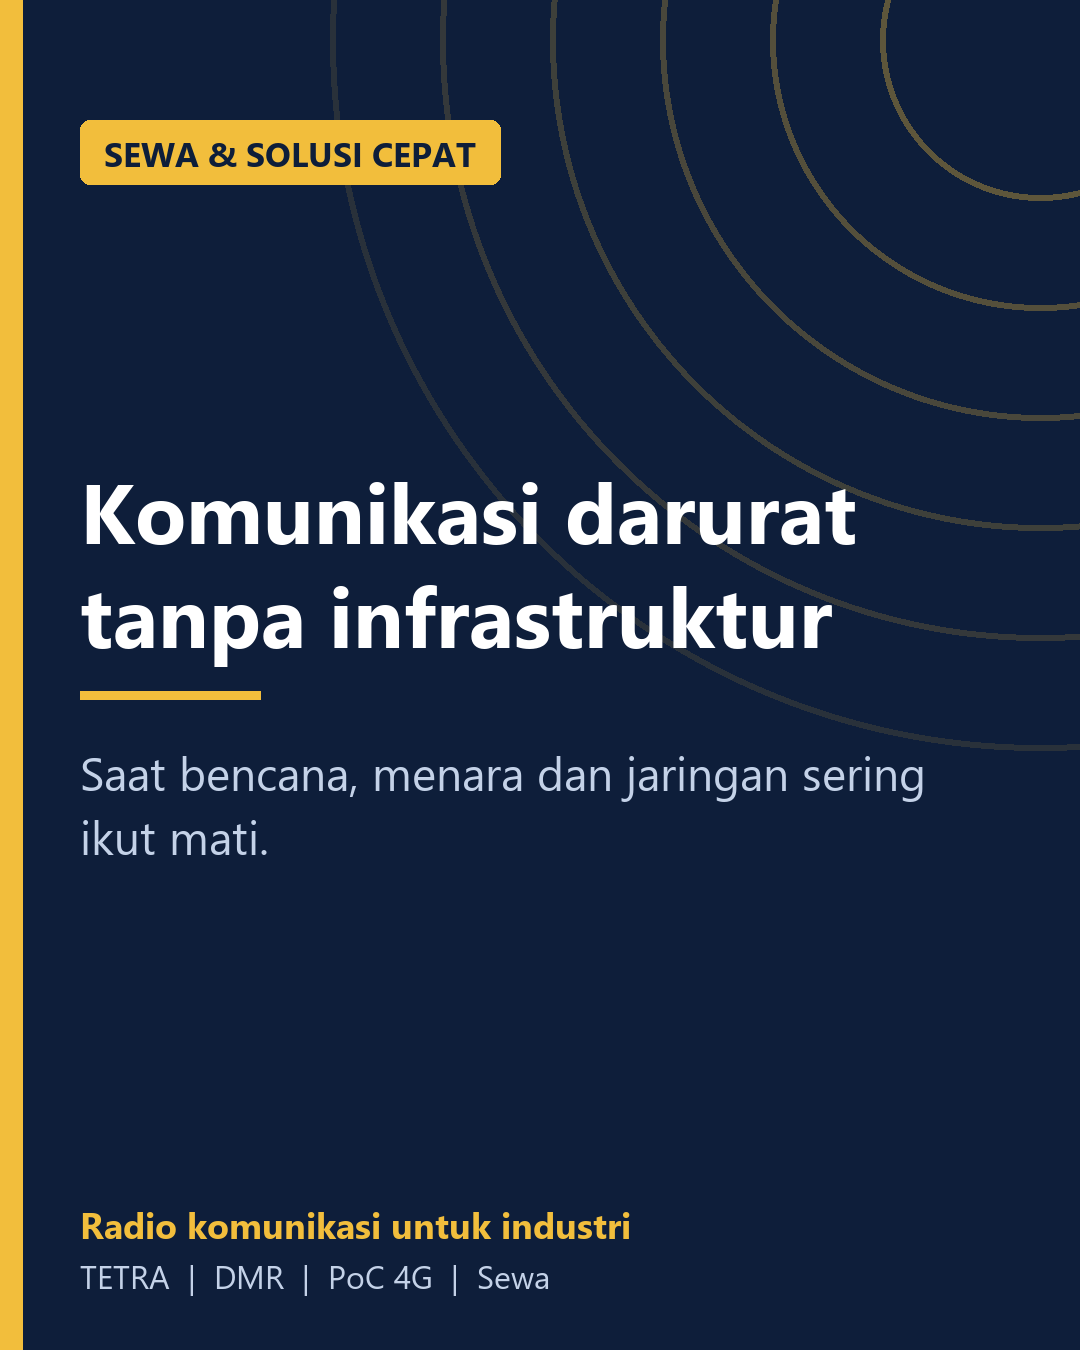 SEWA & SOLUSI CEPAT
Komunikasi darurat
tanpa infrastruktur
Saat bencana, menara dan jaringan sering
ikut mati.
Radio komunikasi untuk industri
TETRA | DMR | PoC 4G | Sewa